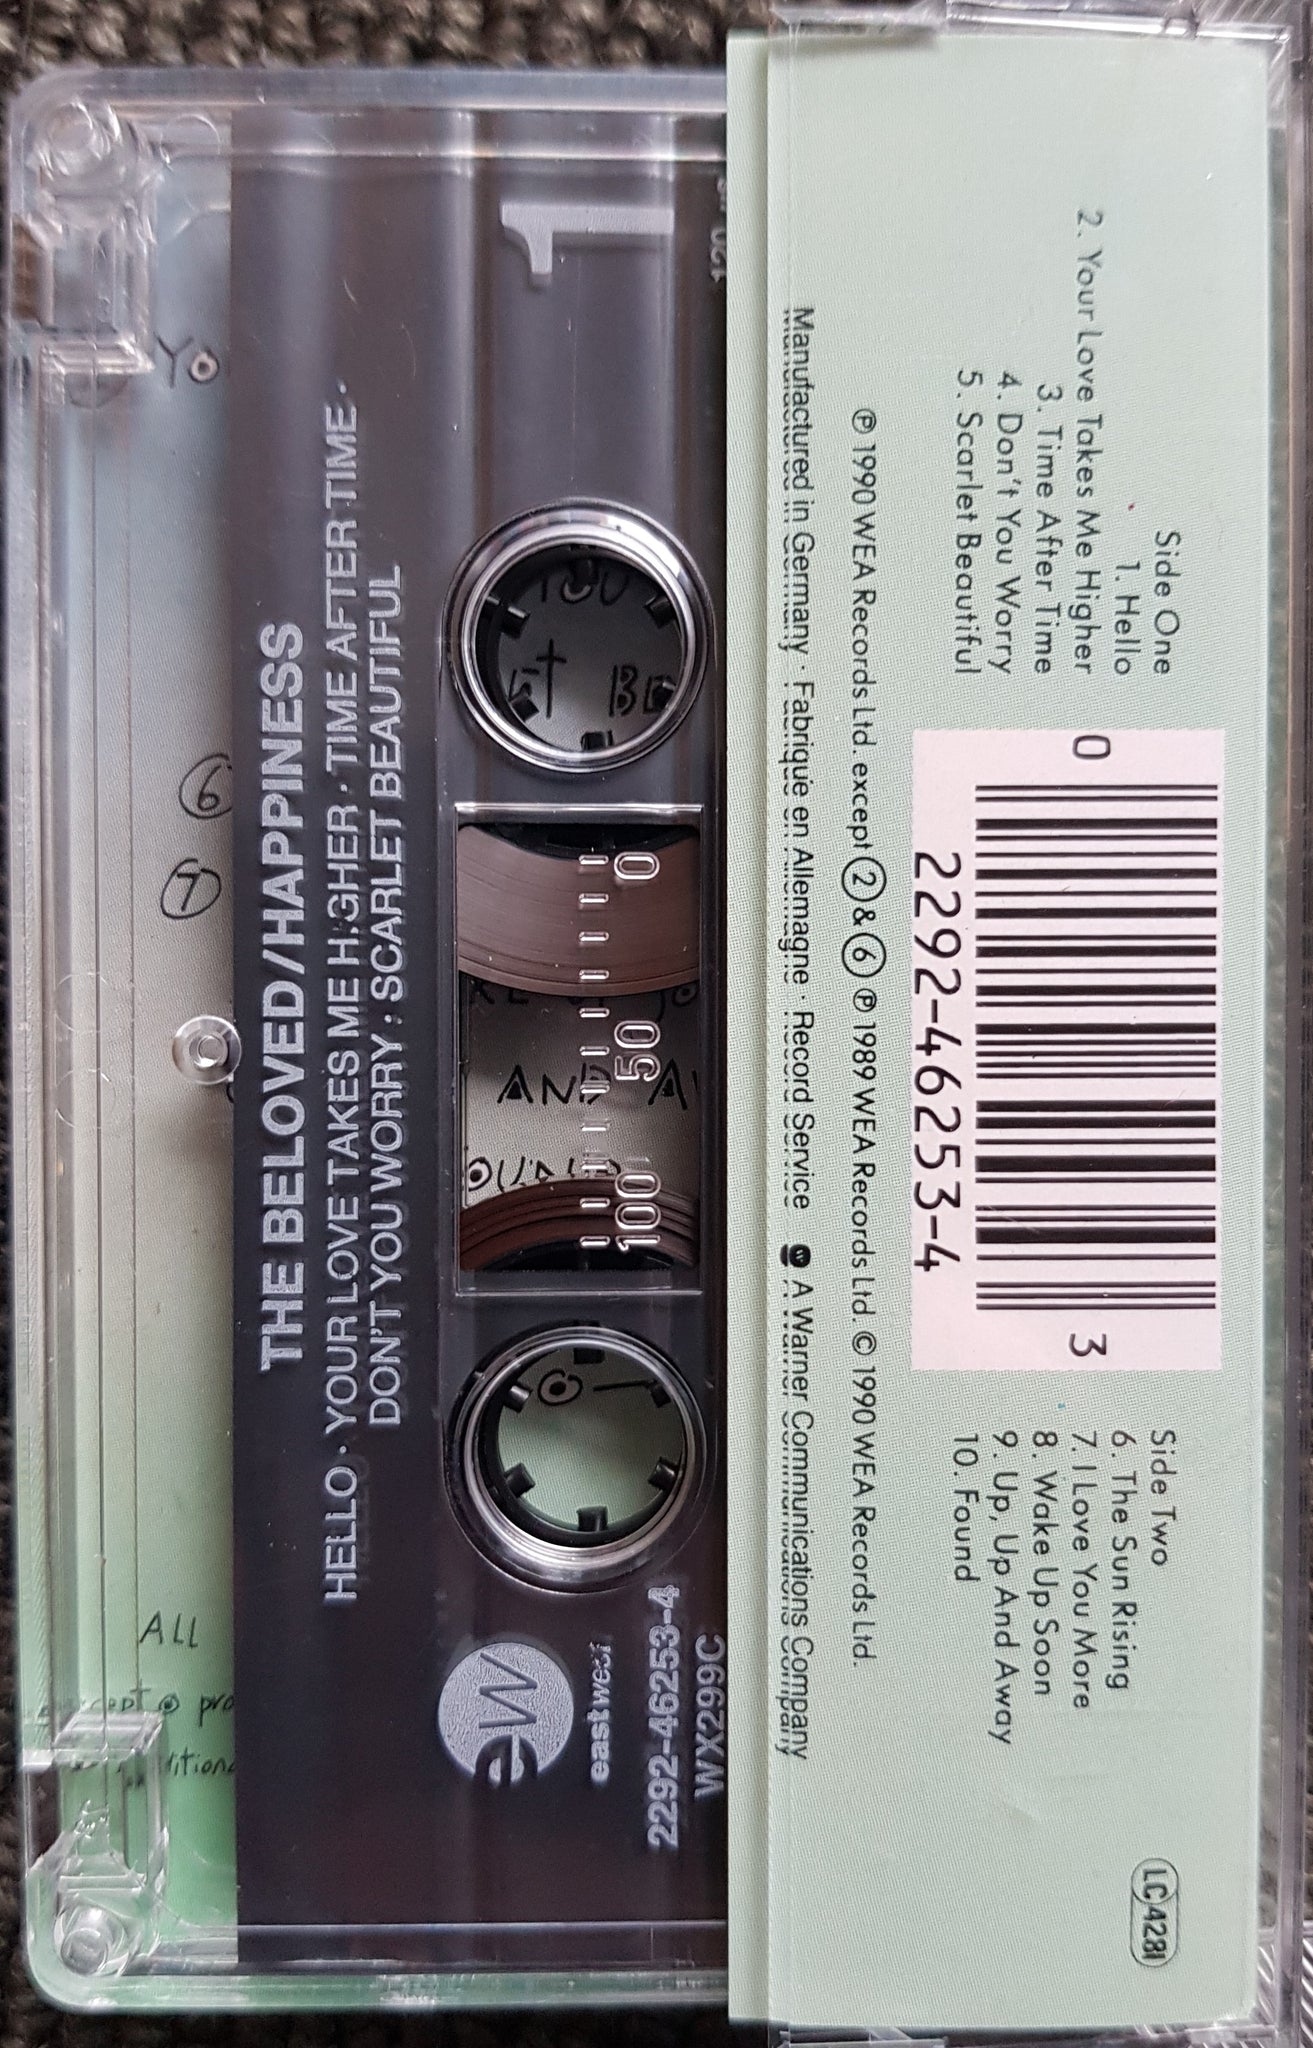 Side One
1. Hello
2. Your Love Takes Me Higher
3. Time After Time
4. Don't You Worry
5. Scarlet Beautiful
0
2292-46253-4
3
Side Two
6. The Sun Rising
7. I Love You More
8. Wake Up Soon
9. Up, Up And Away
10. Found
LC 4281
℗ 1990 WEA Records Ltd. except ② & ⑥ ℗ 1989 WEA Records Ltd. © 1990 WEA Records Ltd.
Manufactured in Germany · Fabriqué en Allemagne · Record Service A Warner Communications Company
THE BELOVED/HAPPINESS
HELLO · YOUR LOVE TAKES ME HIGHER · TIME AFTER TIME ·
DON'T YOU WORRY · SCARLET BEAUTIFUL
1
0 50 100
ew
eastwest
2292-46253-4
WX299C
AND
⑥
⑦
ALL